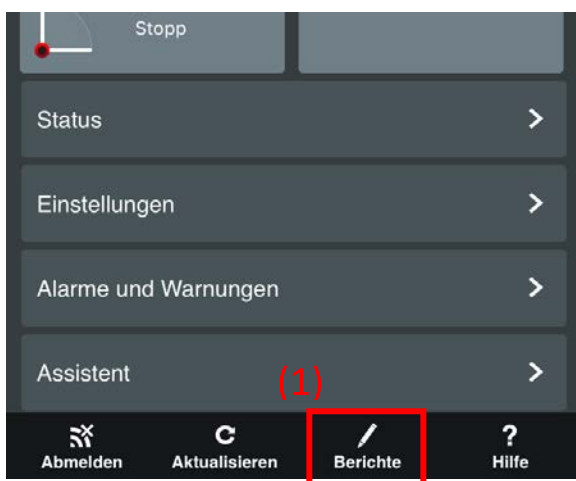 Stopp
Status
Einstellungen
Alarme und Warnungen
Assistent
(1)
Abmelden Aktualisieren Berichte ? Hilfe